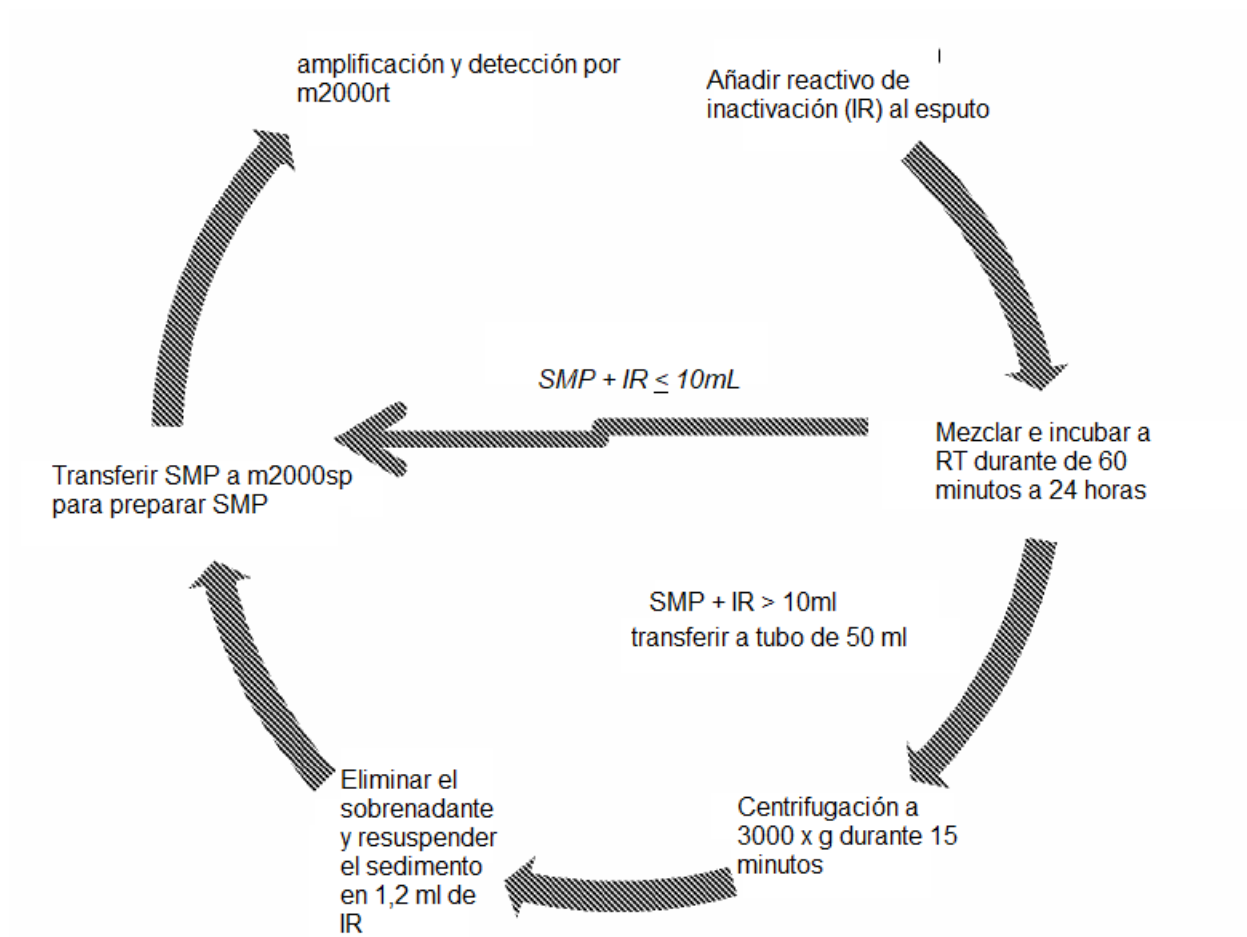 amplificación y detección por
m2000rt
Añadir reactivo de
inactivación (IR) al esputo
SMP + IR ≤ 10mL
Mezclar e incubar a
RT durante de 60
minutos a 24 horas
Transferir SMP a m2000sp
para preparar SMP
SMP + IR > 10ml
transferir a tubo de 50 ml
Centrifugación a
3000 x g durante 15
minutos
Eliminar el
sobrenadante
y resuspender
el sedimento
en 1,2 ml de
IR